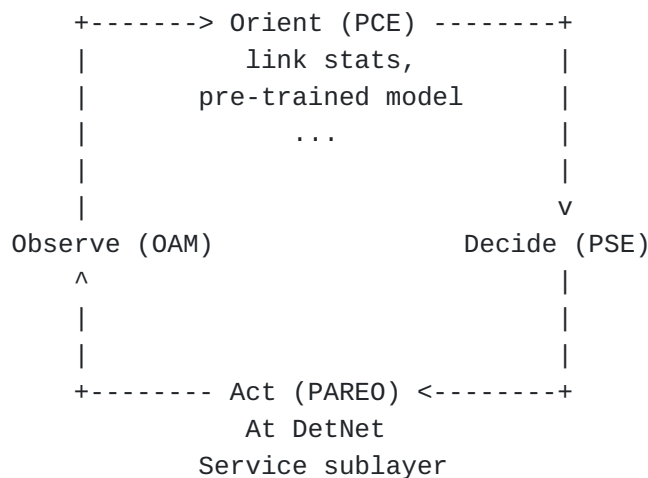 +-------> Orient (PCE) --------+
|          link stats,         |
|       pre-trained model      |
|             ...              |
|                              |
|                              v
Observe (OAM)             Decide (PSE)
^                              |
|                              |
|                              |
+-------- Act (PAREO) <--------+
At DetNet
Service sublayer